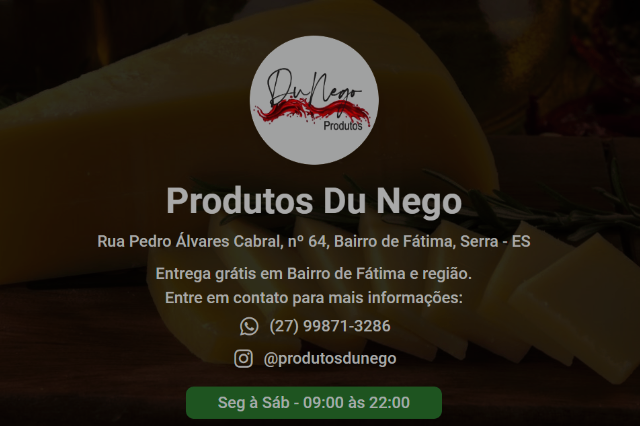 Du Nego
Produtos
Produtos Du Nego
Rua Pedro Álvares Cabral, nº 64, Bairro de Fátima, Serra - ES
Entrega grátis em Bairro de Fátima e região.
Entre em contato para mais informações:
(27) 99871-3286
@produtosdunego
Seg à Sáb - 09:00 às 22:00